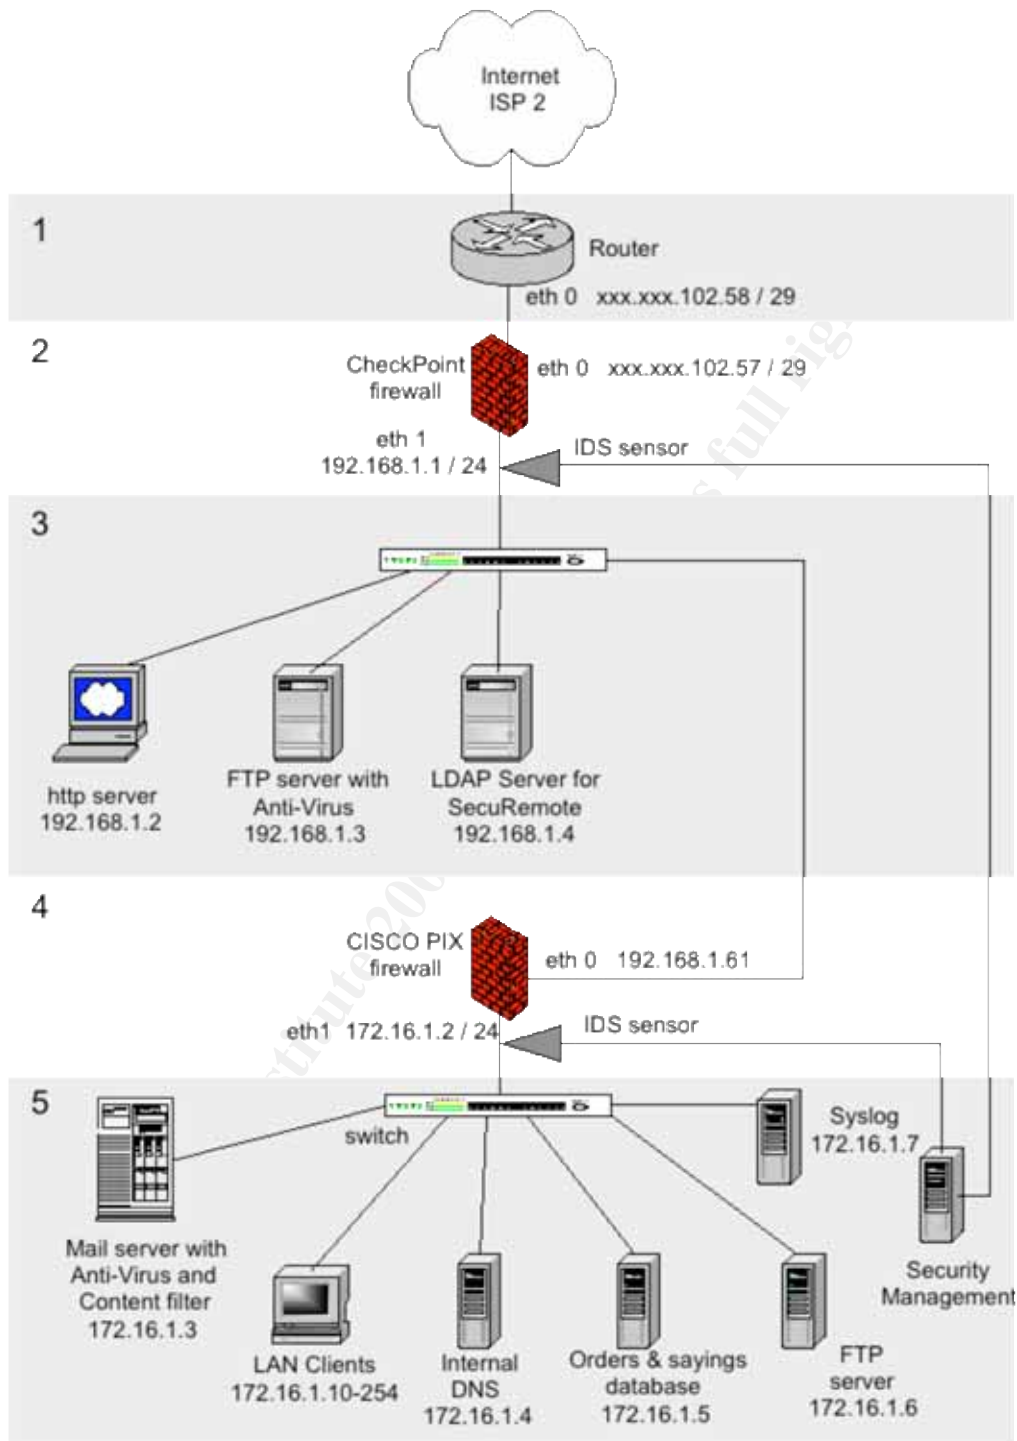 Internet
ISP 2
1
Router
eth 0 xxx.xxx.102.58 / 29
2
CheckPoint
firewall
eth 0 xxx.xxx.102.57 / 29
eth 1
192.168.1.1 / 24
IDS sensor
3
http server
192.168.1.2
FTP server with
Anti-Virus
192.168.1.3
LDAP Server for
SecuRemote
192.168.1.4
4
CISCO PIX
firewall
eth 0 192.168.1.61
eth1 172.16.1.2 / 24
IDS sensor
5
switch
Syslog
172.16.1.7
Mail server with
Anti-Virus and
Content filter
172.16.1.3
LAN Clients
172.16.1.10-254
Internal
DNS
172.16.1.4
Orders & sayings
database
172.16.1.5
FTP
server
172.16.1.6
Security
Management
stitute 200
s full rig